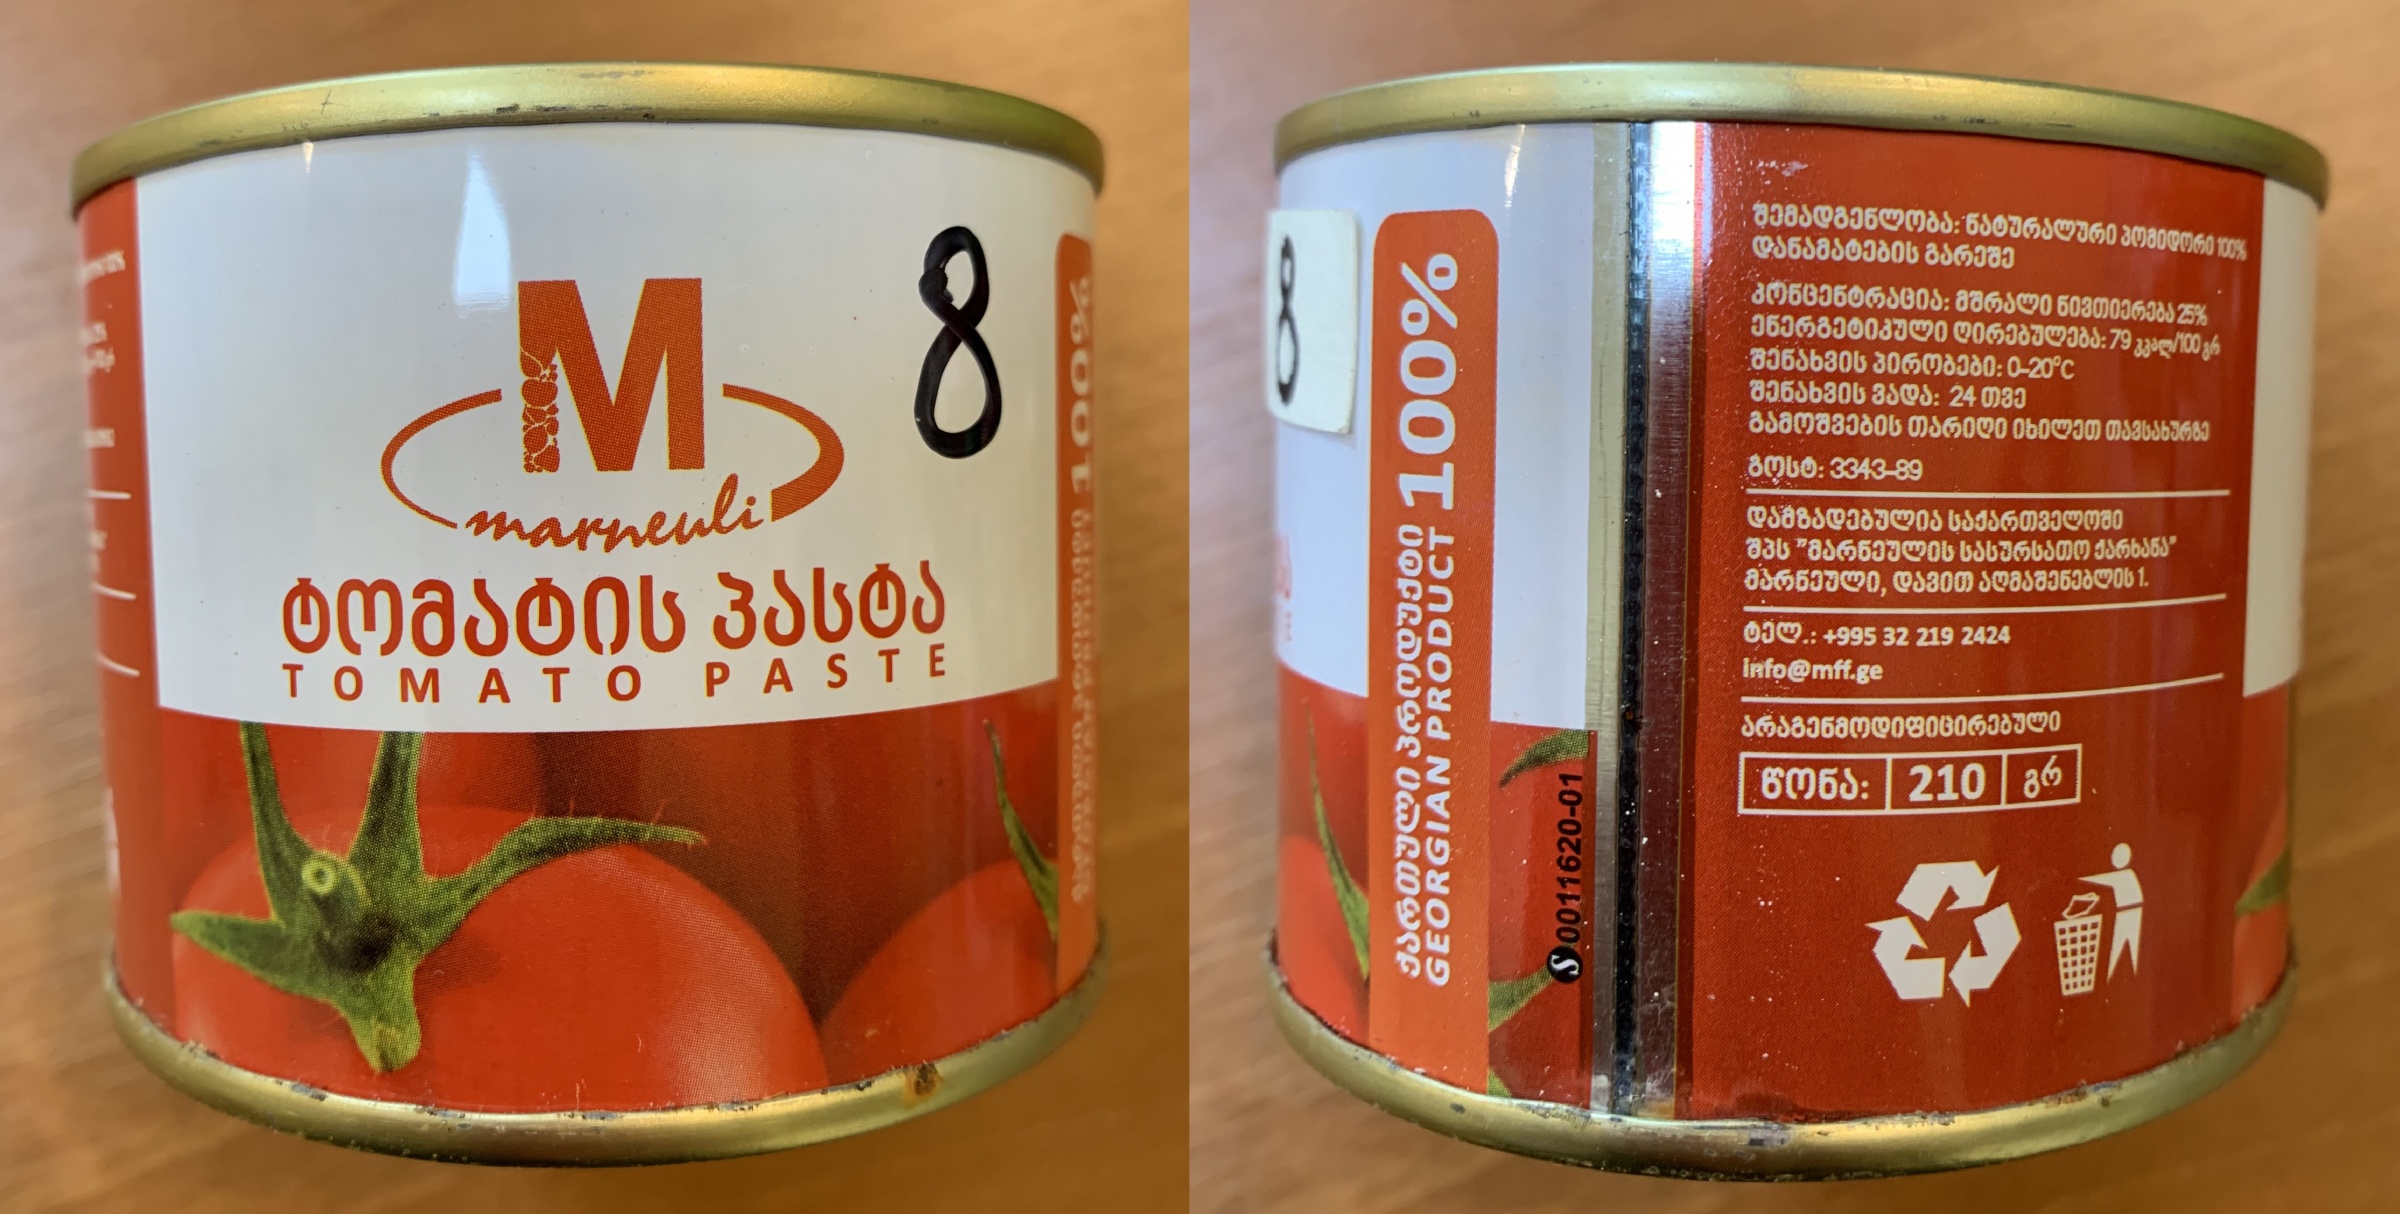 8
M
marneuli
ტომატის პასტა
TOMATO PASTE
100%
8
ქართული პროდუქტი 100%
GEORGIAN PRODUCT
S 0011620-01
შემადგენლობა: ნატურალური პომიდორი 100%
დანამატების გარეშე
კონცენტრაცია: მშრალი ნივთიერება 25%
ენერგეტიკული ღირებულება: 79 კკალ/100 გრ
შენახვის პირობები: 0-20°C
შენახვის ვადა: 24 თვე
გამოშვების თარიღი იხილეთ თავსახურზე
გოსტ: 3343-89
დამზადებულია საქართველოში
შპს "მარნეულის სასურსათო ქარხანა"
მარნეული, დავით აღმაშენებლის 1.
ტელ.: +995 32 219 2424
info@mff.ge
არაგენმოდიფიცირებული
წონა: 210 გრ